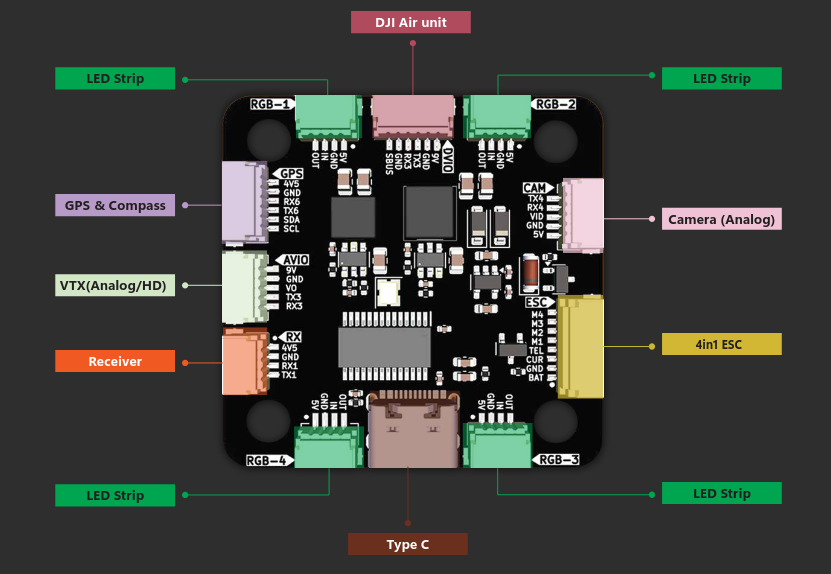 DJI Air unit
LED Strip
LED Strip
RGB-1
RGB-2
OUT
IN
GND
5V
SBUS
GND
RX3
TX3
GND
9V
DVIO
OUT
IN
GND
5V
GPS
4V5
GND
RX6
TX6
SDA
SCL
GPS & Compass
CAM
TX4
RX4
VID
GND
5V
Camera (Analog)
AVIO
9V
GND
VO
TX3
RX3
VTX(Analog/HD)
ESC
M4
M3
M2
M1
TEL
CUR
GND
BAT
4in1 ESC
RX
4V5
GND
RX1
TX1
Receiver
5V
GND
IN
OUT
5V
GND
IN
OUT
RGB-4
RGB-3
LED Strip
LED Strip
Type C